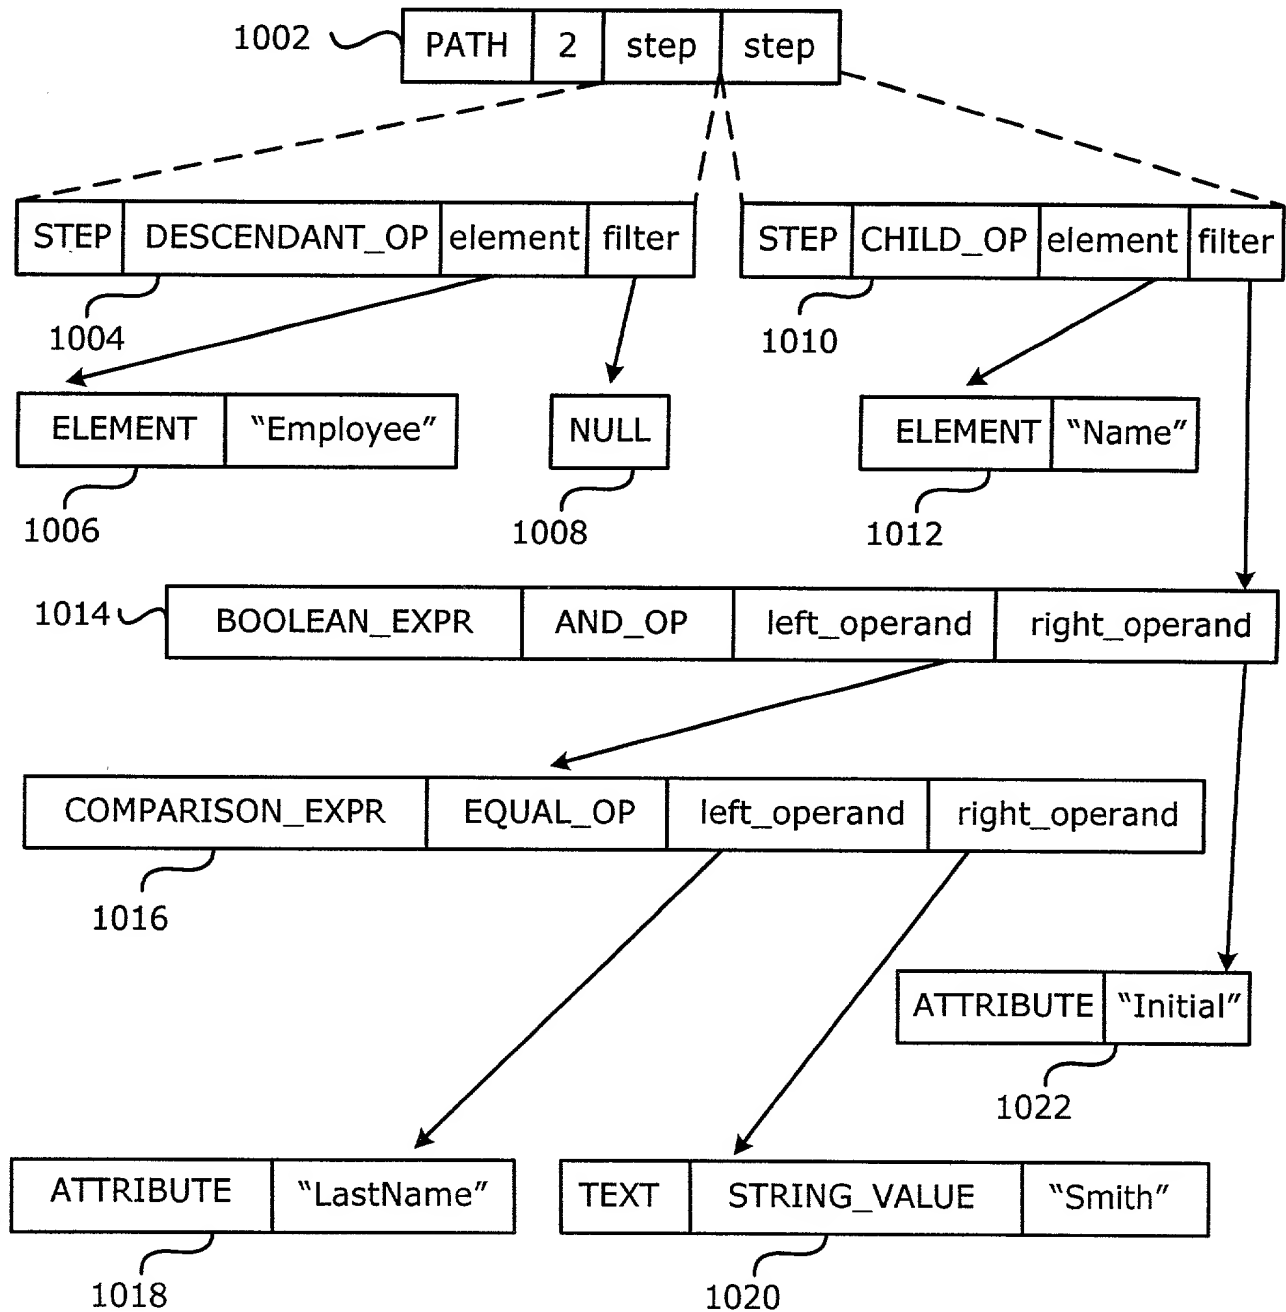 1002 PATH 2 step step
STEP DESCENDANT_OP element filter STEP CHILD_OP element filter
1004 1010
ELEMENT “Employee” NULL ELEMENT “Name”
1006 1008 1012
1014 BOOLEAN_EXPR AND_OP left_operand right_operand
COMPARISON_EXPR EQUAL_OP left_operand right_operand
1016
ATTRIBUTE “Initial”
1022
ATTRIBUTE “LastName” TEXT STRING_VALUE “Smith”
1018 1020